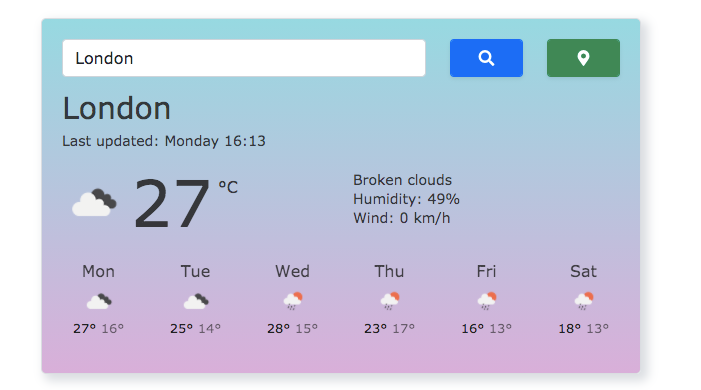 London
London
Last updated: Monday 16:13
27 °C
Broken clouds
Humidity: 49%
Wind: 0 km/h
Mon Tue Wed Thu Fri Sat
27° 16° 25° 14° 28° 15° 23° 17° 16° 13° 18° 13°